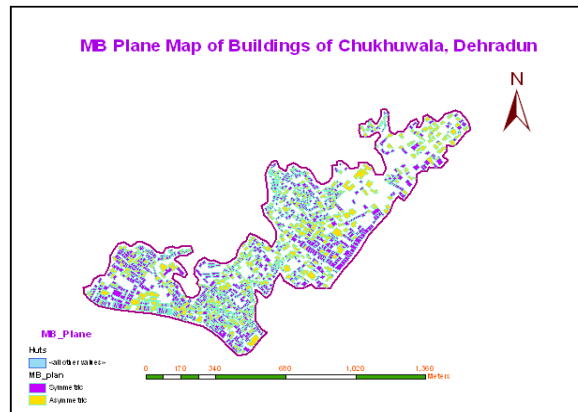 MB Plane Map of Buildings of Chukhuwala, Dehradun
N
MB_Plane
Huts
<all other values>
MB_plan
Symmetric
Asymmetric
0 170 340 680 1,020 1,360
Meters